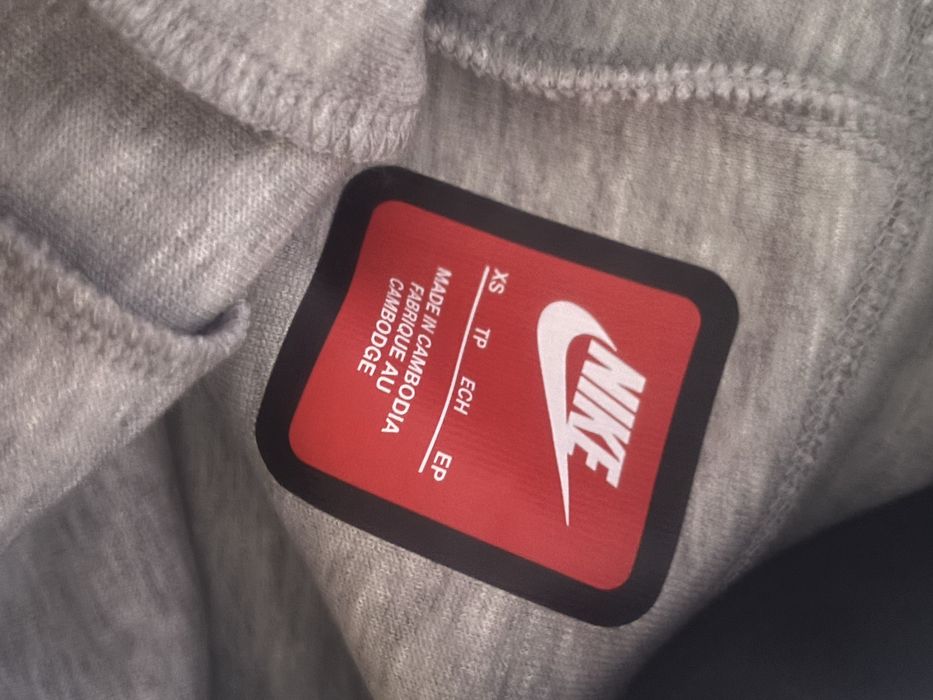 NIKE
XS TP ECH EP
MADE IN CAMBODIA
FABRIQUE AU
CAMBODGE